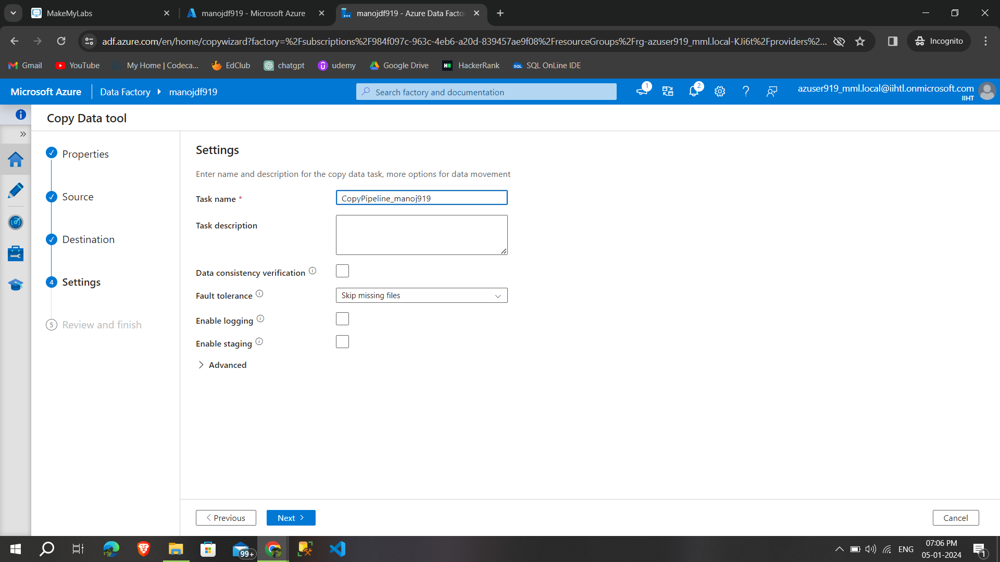 MakeMyLabs
manojdf919 - Microsoft Azure
manojdf919 - Azure Data Facto
adf.azure.com/en/home/copywizard?factory=%2Fsubscriptions%2F984f097c-963c-4eb6-a20d-839457ae9f08%2FresourceGroups%2Frg-azuser919_mml.local-KJi6t%2Fproviders%2...
Incognito
Gmail
YouTube
My Home | Codeca...
EdClub
chatgpt
udemy
Google Drive
HackerRank
SQL OnLine IDE
Microsoft Azure
Data Factory
manojdf919
Search factory and documentation
1
2
azuser919_mml.local@iihtl.onmicrosoft.com
IIHT
Copy Data tool
Properties
Source
Destination
4 Settings
5 Review and finish
Settings
Enter name and description for the copy data task, more options for data movement
Task name * CopyPipeline_manoj919
Task description
Data consistency verification
Fault tolerance Skip missing files
Enable logging
Enable staging
Advanced
Previous
Next
Cancel
99+
ENG
07:06 PM
05-01-2024
1